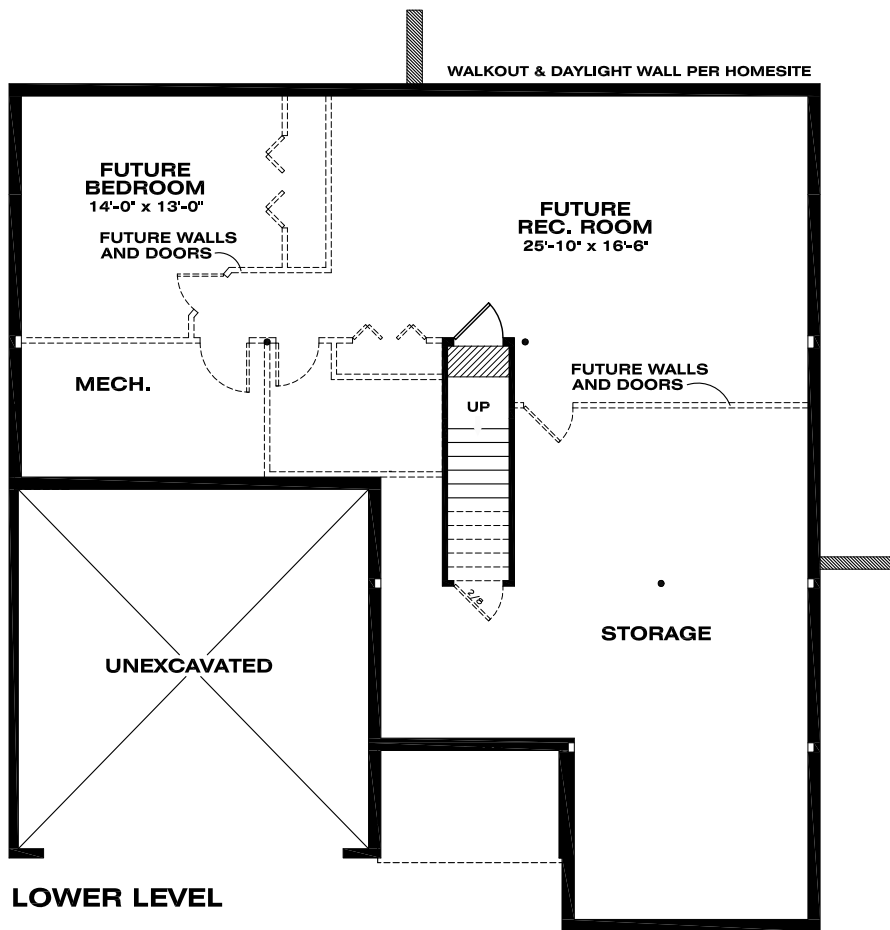 WALKOUT & DAYLIGHT WALL PER HOMESITE
FUTURE
BEDROOM
14'-0" x 13'-0"
FUTURE WALLS
AND DOORS
FUTURE
REC. ROOM
25'-10" x 16'-6"
MECH.
FUTURE WALLS
AND DOORS
UP
2/8
STORAGE
UNEXCAVATED
LOWER LEVEL